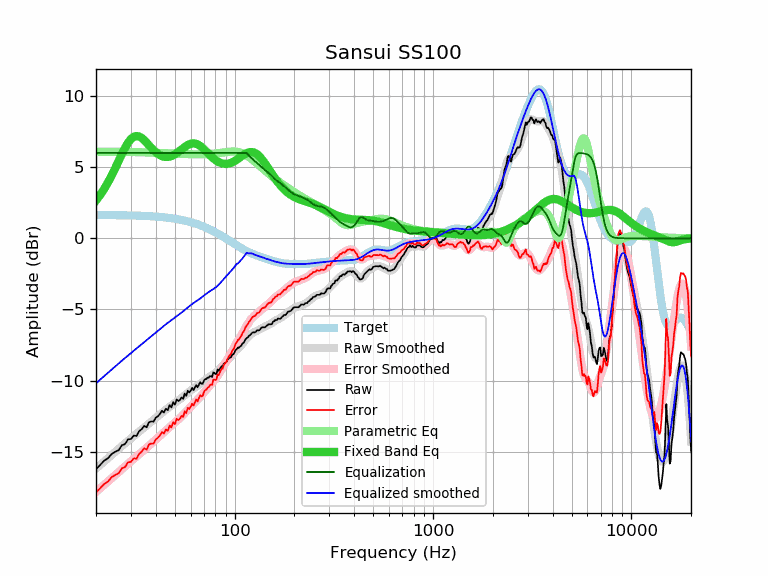 Sansui SS100
Amplitude (dBr)
10
5
0
−5
−10
−15
Target
Raw Smoothed
Error Smoothed
Raw
Error
Parametric Eq
Fixed Band Eq
Equalization
Equalized smoothed
100
1000
10000
Frequency (Hz)